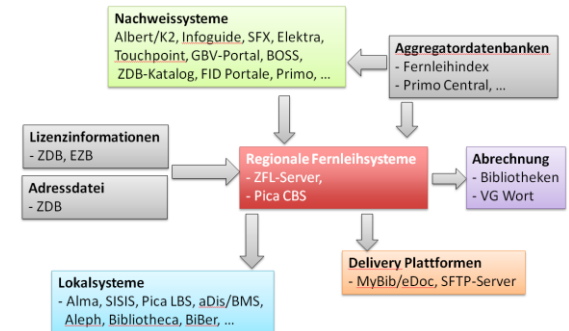 Nachweissysteme
Albert/K2, Infoguide, SFX, Elektra,
Touchpoint, GBV-Portal, BOSS,
ZDB-Katalog, FID Portale, Primo, …
Aggregatordatenbanken
- Fernleihindex
- Primo Central, …
Lizenzinformationen
- ZDB, EZB
Adressdatei
- ZDB
Regionale Fernleihsysteme
- ZFL-Server,
- Pica CBS
Abrechnung
- Bibliotheken
- VG Wort
Lokalsysteme
- Alma, SISIS, Pica LBS, aDis/BMS,
Aleph, Bibliotheca, BiBer, …
Delivery Plattformen
- MyBib/eDoc, SFTP-Server